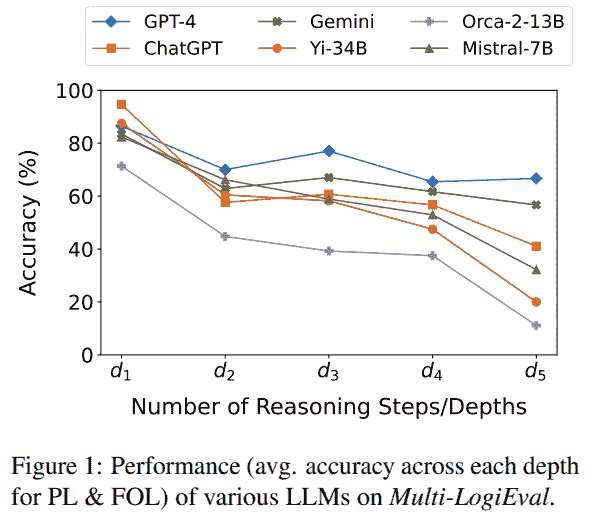 GPT-4 Gemini Orca-2-13B
ChatGPT Yi-34B Mistral-7B
100
80
60
40
20
0
Accuracy (%)
d1 d2 d3 d4 d5
Number of Reasoning Steps/Depths
Figure 1: Performance (avg. accuracy across each depth
for PL & FOL) of various LLMs on Multi-LogiEval.